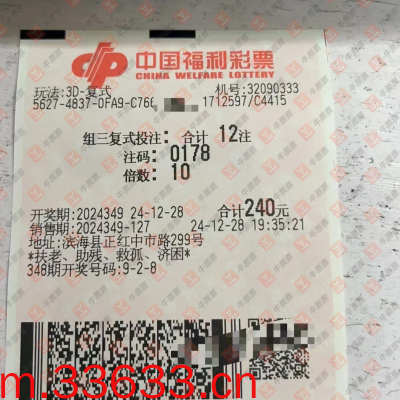 中国福利彩票
CHINA WELFARE LOTTERY
玩法:3D-复式 机号:32090333
5627-4837-0FA9-C766 1712597/C4415
组三复式投注: 合计 12注
注码: 0178
倍数: 10
开奖期:2024349 24-12-28 合计240元
销售期:2024349-127 24-12-28 19:35:21
地址:滨海县正红中市路299号
*扶老、助残、救孤、济困*
348期开奖号码:9-2-8
m.33633.cn